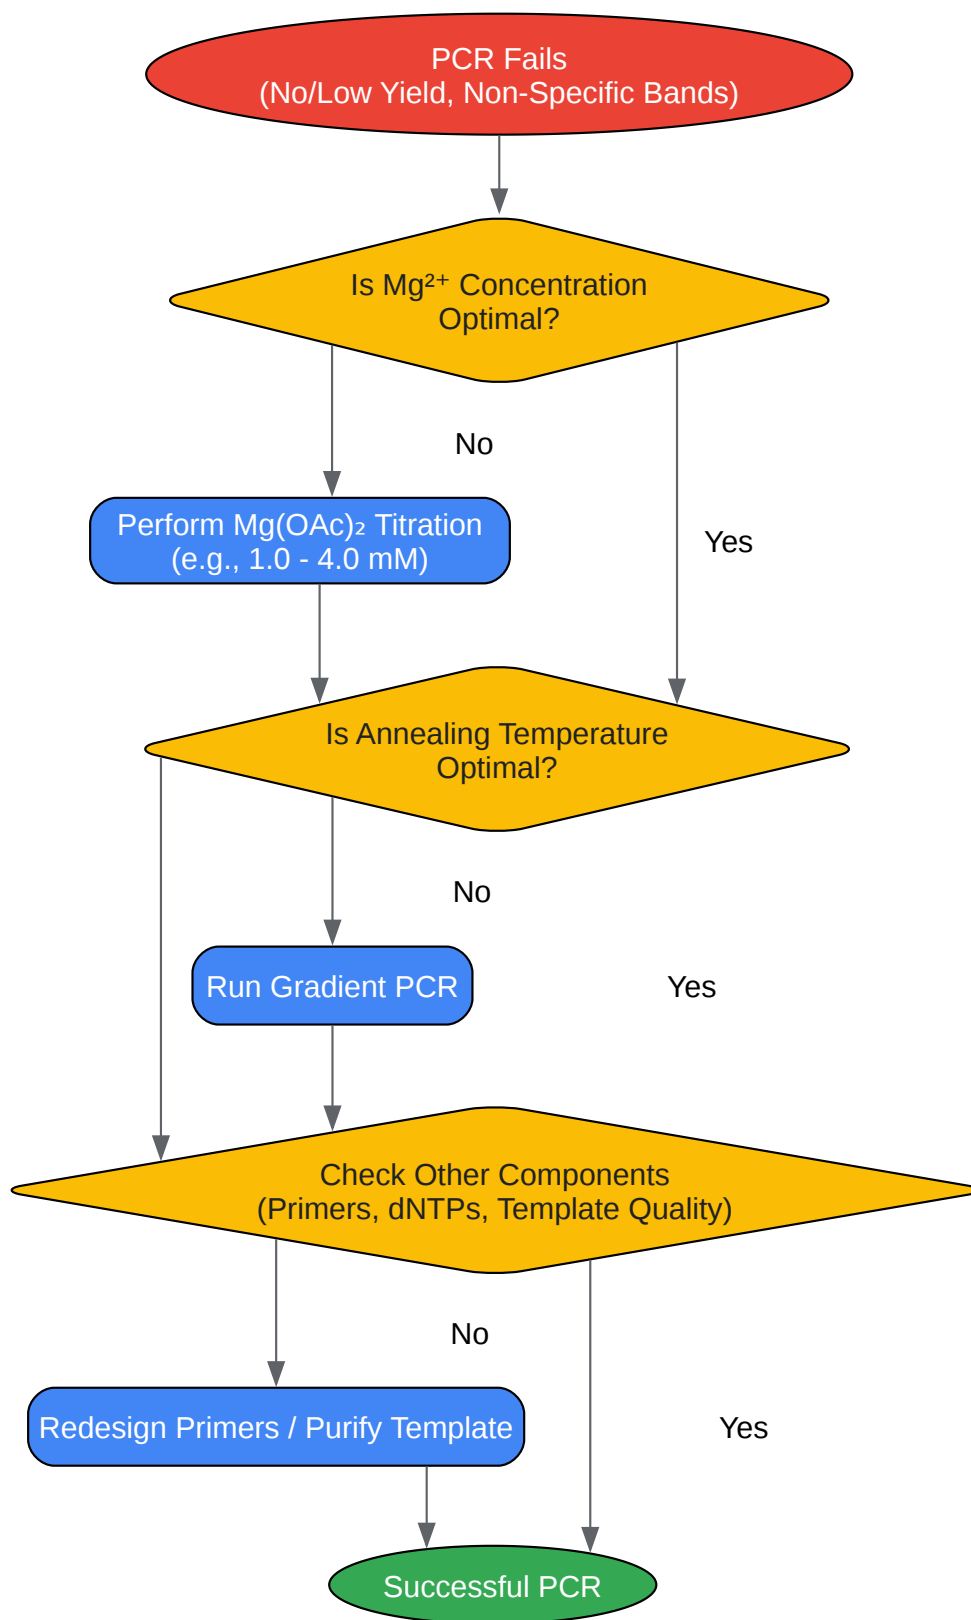 PCR Fails
(No/Low Yield, Non-Specific Bands)
Is Mg²⁺ Concentration
Optimal?
No
Perform Mg(OAc)₂ Titration
(e.g., 1.0 - 4.0 mM)
Yes
Is Annealing Temperature
Optimal?
No
Run Gradient PCR
Yes
Check Other Components
(Primers, dNTPs, Template Quality)
No
Redesign Primers / Purify Template
Yes
Successful PCR